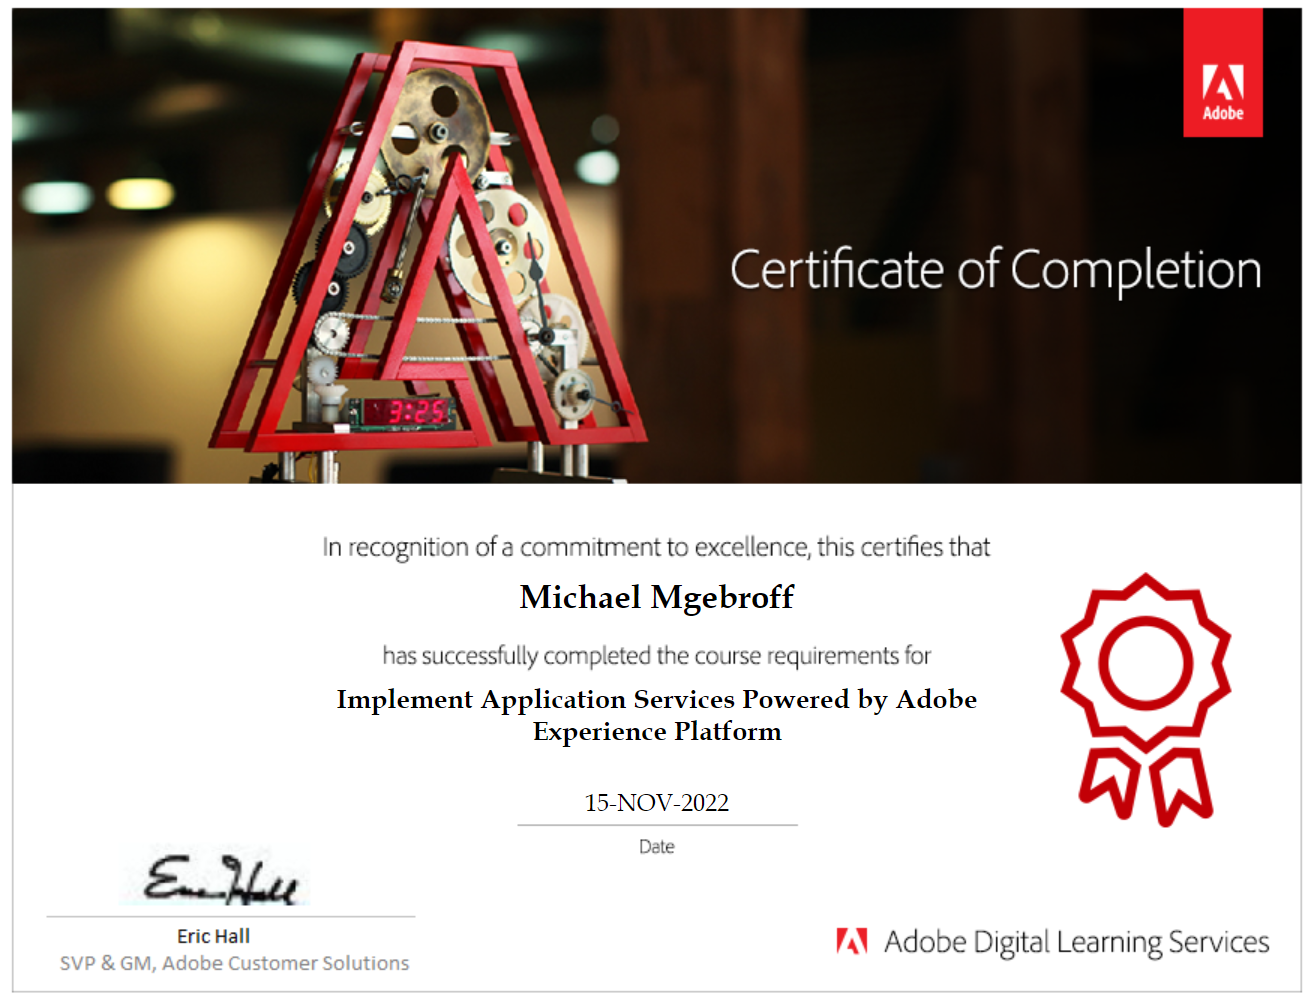 Adobe
Certificate of Completion
3:25
In recognition of a commitment to excellence, this certifies that
Michael Mgebroff
has successfully completed the course requirements for
Implement Application Services Powered by Adobe
Experience Platform
15-NOV-2022
Date
Eric Hall
Eric Hall
SVP & GM, Adobe Customer Solutions
Adobe Digital Learning Services